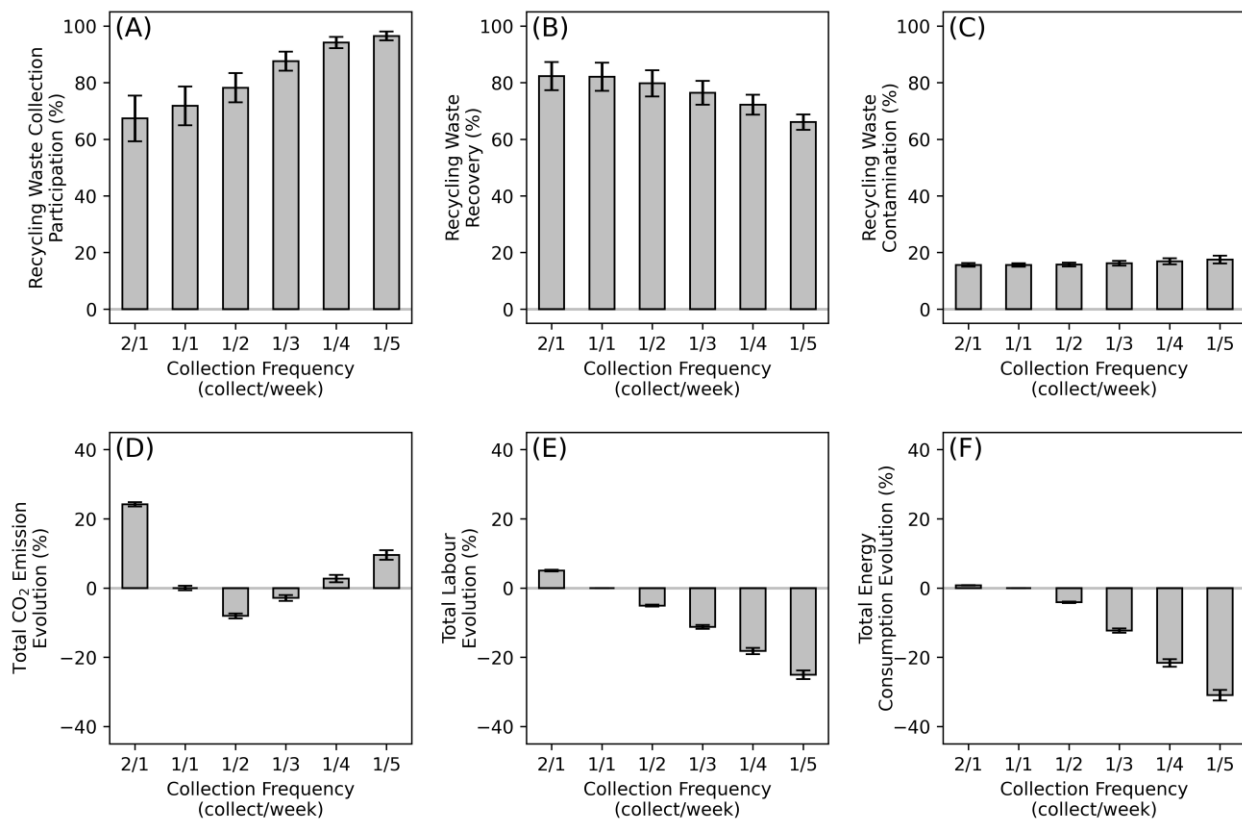 (A)
Recycling Waste Collection
Participation (%)
100
80
60
40
20
0
2/1 1/1 1/2 1/3 1/4 1/5
Collection Frequency
(collect/week)
(B)
Recycling Waste
Recovery (%)
100
80
60
40
20
0
2/1 1/1 1/2 1/3 1/4 1/5
Collection Frequency
(collect/week)
(C)
Recycling Waste
Contamination (%)
100
80
60
40
20
0
2/1 1/1 1/2 1/3 1/4 1/5
Collection Frequency
(collect/week)
(D)
Total CO₂ Emission
Evolution (%)
40
20
0
−20
−40
2/1 1/1 1/2 1/3 1/4 1/5
Collection Frequency
(collect/week)
(E)
Total Labour
Evolution (%)
40
20
0
−20
−40
2/1 1/1 1/2 1/3 1/4 1/5
Collection Frequency
(collect/week)
(F)
Total Energy
Consumption Evolution (%)
40
20
0
−20
−40
2/1 1/1 1/2 1/3 1/4 1/5
Collection Frequency
(collect/week)